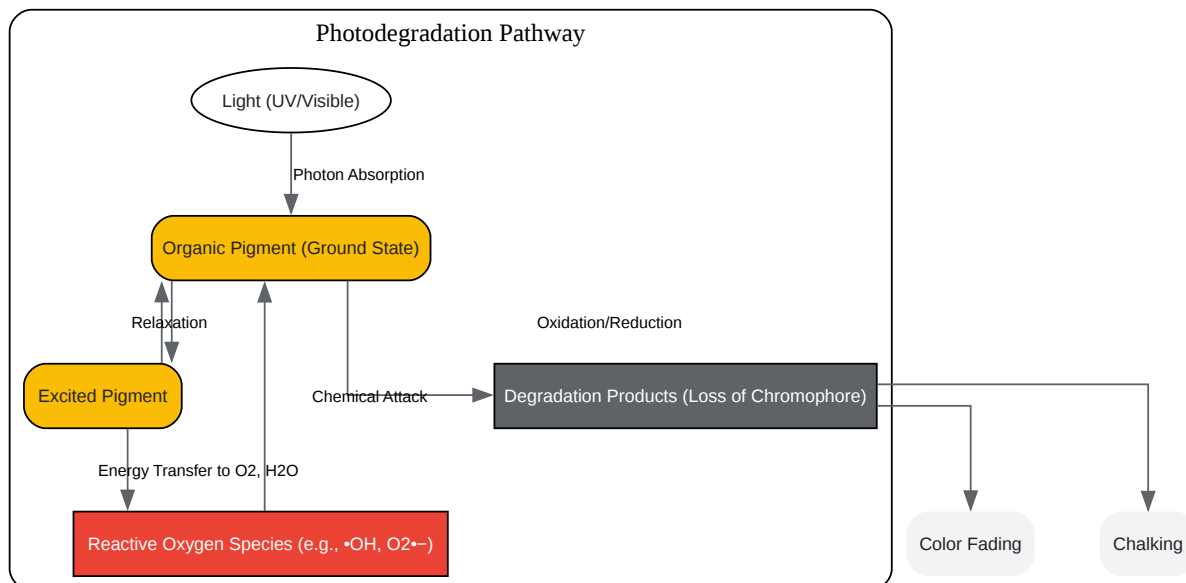 Photodegradation Pathway
Light (UV/Visible)
Photon Absorption
Organic Pigment (Ground State)
Relaxation
Oxidation/Reduction
Excited Pigment
Chemical Attack
Degradation Products (Loss of Chromophore)
Energy Transfer to O2, H2O
Reactive Oxygen Species (e.g., •OH, O2•−)
Color Fading
Chalking